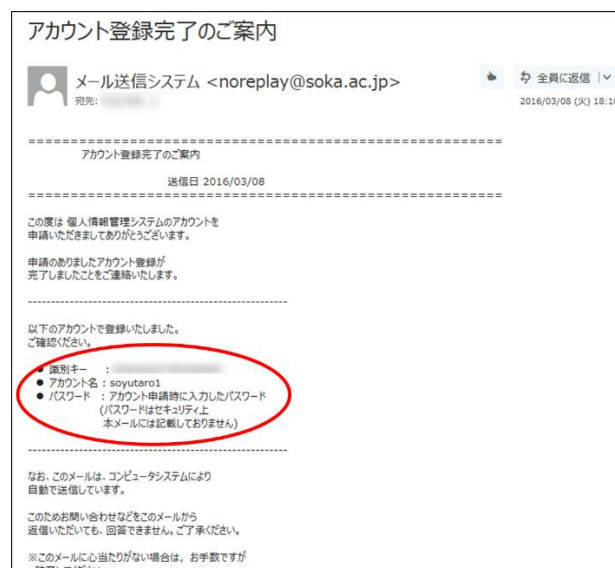 アカウント登録完了のご案内
メール送信システム <noreplay@soka.ac.jp>
全員に返信
宛先:
2016/03/08 (火) 18:10
======================================================
アカウント登録完了のご案内
送信日 2016/03/08
======================================================
この度は 個人情報管理システムのアカウントを
申請いただきましてありがとうございます。
申請のありましたアカウント登録が
完了しましたことをご連絡いたします。
------------------------------------------------------
以下のアカウントで登録いたしました。
ご確認ください。
● 識別キー :
● アカウント名 : soyutaro1
● パスワード : アカウント申請時に入力したパスワード
(パスワードはセキュリティ上
本メールには記載しておりません)
------------------------------------------------------
なお、このメールは、コンピュータシステムにより
自動で送信しています。
このためお問い合わせなどをこのメールから
返信いただいても、回答できません。ご了承ください。
※このメールに心当たりがない場合は，お手数ですが